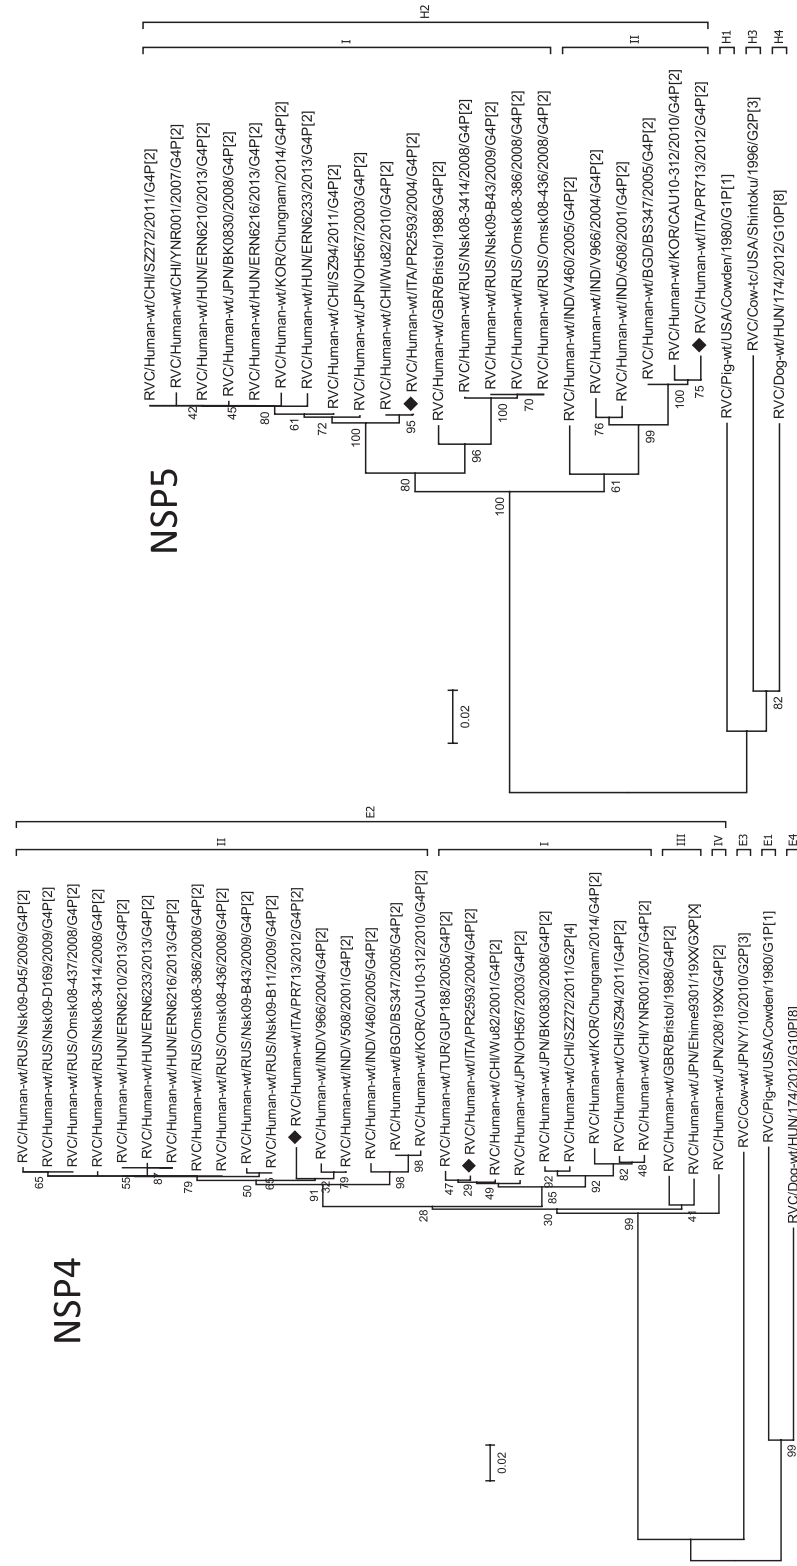 NSP4
RVC/Human-wt/RUS/Nsk09-D45/2009/G4P[2]
RVC/Human-wt/RUS/Nsk09-D169/2009/G4P[2]
RVC/Human-wt/RUS/Omsk08-437/2008/G4P[2]
RVC/Human-wt/RUS/Nsk08-3414/2008/G4P[2]
RVC/Human-wt/HUN/ERN6210/2013/G4P[2]
RVC/Human-wt/HUN/ERN6233/2013/G4P[2]
RVC/Human-wt/HUN/ERN6216/2013/G4P[2]
RVC/Human-wt//RUS/Omsk08-386/2008/G4P[2]
RVC/Human-wt/RUS/Omsk08-436/2008/G4P[2]
RVC/Human-wt/RUS/Nsk09-B43/2009/G4P[2]
RVC/Human-wt/RUS/Nsk09-B11/2009/G4P[2]
RVC/Human-wt/ITA/PR713/2012/G4P[2]
RVC/Human-wt/IND/V966/2004/G4P[2]
RVC/Human-wt/IND/V508/2001/G4P[2]
RVC/Human-wt/IND/V460/2005/G4P[2]
RVC/Human-wt/BGD/BS347/2005/G4P[2]
RVC/Human-wt/KOR/CAU10-312/2010/G4P[2]
RVC/Human-wt/TUR/GUP188/2005/G4P[2]
RVC/Human-wt/ITA/PR2593/2004/G4P[2]
RVC/Human-wt/CHI/Wu82/2001/G4P[2]
RVC/Human-wt/JPN/OH567/2003/G4P[2]
RVC/Human-wt/JPN/BK0830/2008/G4P[2]
RVC/Human-wt/CHI/SZ272/2011/G2P[4]
RVC/Human-wt/KOR/Chungnam/2014/G4P[2]
RVC/Human-wt/CHI/SZ94/2011/G4P[2]
RVC/Human-wt/CHI/YNR001/2007/G4P[2]
RVC/Human-wt/GBR/Bristol/1988/G4P[2]
RVC/Human-wt/JPN/Ehime9301/19XX/GXP[X]
RVC/Human-wt/JPN/208/19XX/G4P[2]
RVC/Cow-wt/JPN/Y/10/2010/G2P[3]
RVC/Pig-wt/USA/Cowden/1980/G1P[1]
RVC/Dog-wt/HUN/174/2012/G10P[8]
65
55
87
79
50
65
91
32
79
98
98
47
29
49
28
92
85
92
82
48
30
41
99
99
0.02
II
I
III
IV
E2
E3
E1
E4
NSP5
RVC/Human-wt/CHI/SZ272/2011/G4P[2]
RVC/Human-wt/CHI/YNR001/2007/G4P[2]
RVC/Human-wt/HUN/ERN6210/2013/G4P[2]
RVC/Human-wt/JPN/BK0830/2008/G4P[2]
RVC/Human-wt/HUN/ERN6216/2013/G4P[2]
RVC/Human-wt/KOR/Chungnam/2014/G4P[2]
RVC/Human-wt/HUN/ERN6233/2013/G4P[2]
RVC/Human-wt/CHI/SZ94/2011/G4P[2]
RVC/Human-wt/JPN/OH567/2003/G4P[2]
RVC/Human-wt/CHI/Wu82/2010/G4P[2]
RVC/Human-wt/ITA/PR2593/2004/G4P[2]
RVC/Human-wt/GBR/Bristol/1988/G4P[2]
RVC/Human-wt/RUS/Nsk08-3414/2008/G4P[2]
RVC/Human-wt/RUS/Nsk09-B43/2009/G4P[2]
RVC/Human-wt/RUS/Omsk08-386/2008/G4P[2]
RVC/Human-wt/RUS/Omsk08-436/2008/G4P[2]
RVC/Human-wt/IND/V460/2005/G4P[2]
RVC/Human-wt/IND/V966/2004/G4P[2]
RVC/Human-wt/IND/v508/2001/G4P[2]
RVC/Human-wt/BGD/BS347/2005/G4P[2]
RVC/Human-wt/KOR/CAU10-312/2010/G4P[2]
RVC/Human-wt/ITA/PR713/2012/G4P[2]
RVC/Pig-wt/USA/Cowden/1980/G1P[1]
RVC/Cow-tc/USA/Shintoku/1996/G2P[3]
RVC/Dog-wt/HUN/174/2012/G10P[8]
42
45
80
61
72
100
95
80
96
100
70
100
61
76
99
100
75
82
0.02
I
II
H2
H1
H3
H4